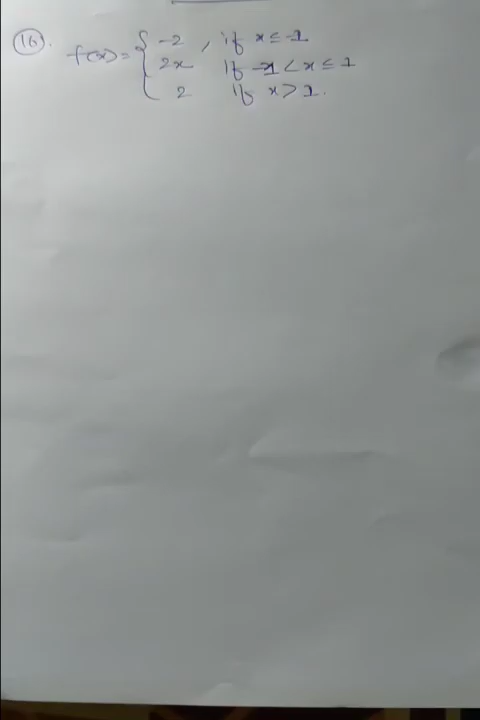 (16). f(x) = { -2 , if x ≤ -1
2x if -1 < x ≤ 1
2 if x > 1.